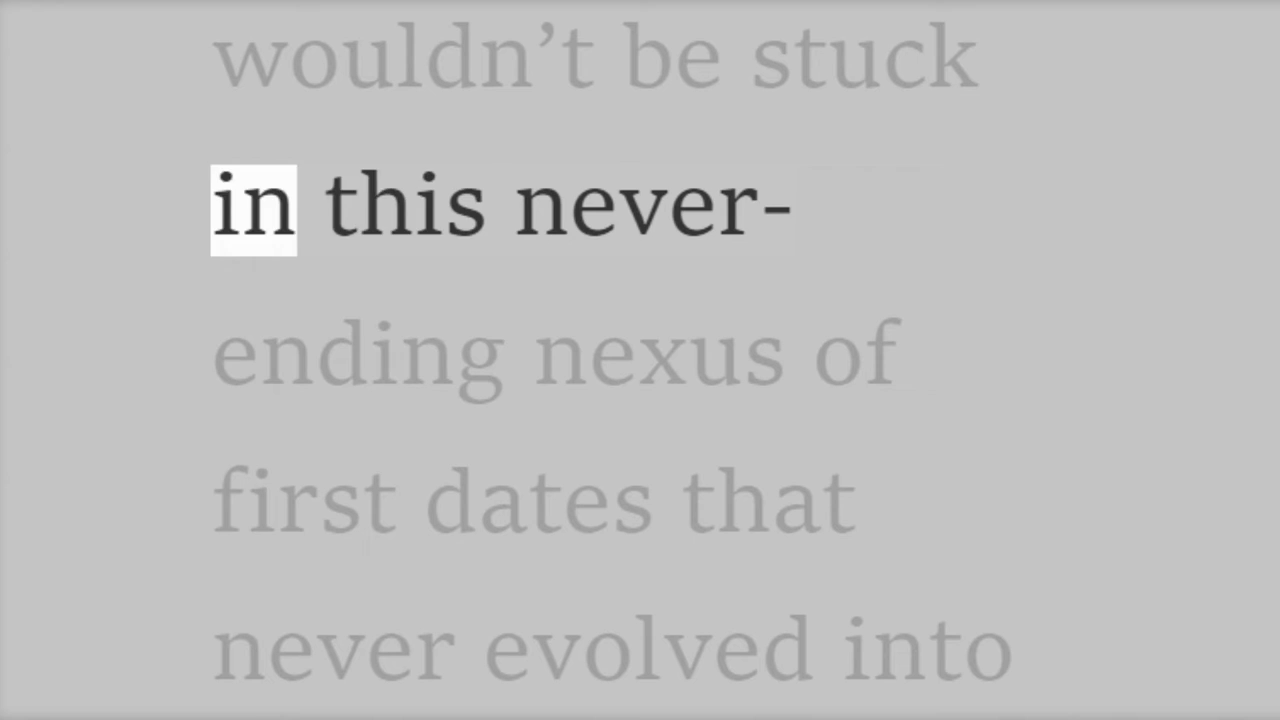 wouldn’t be stuck
in this never-
ending nexus of
first dates that
never evolved into